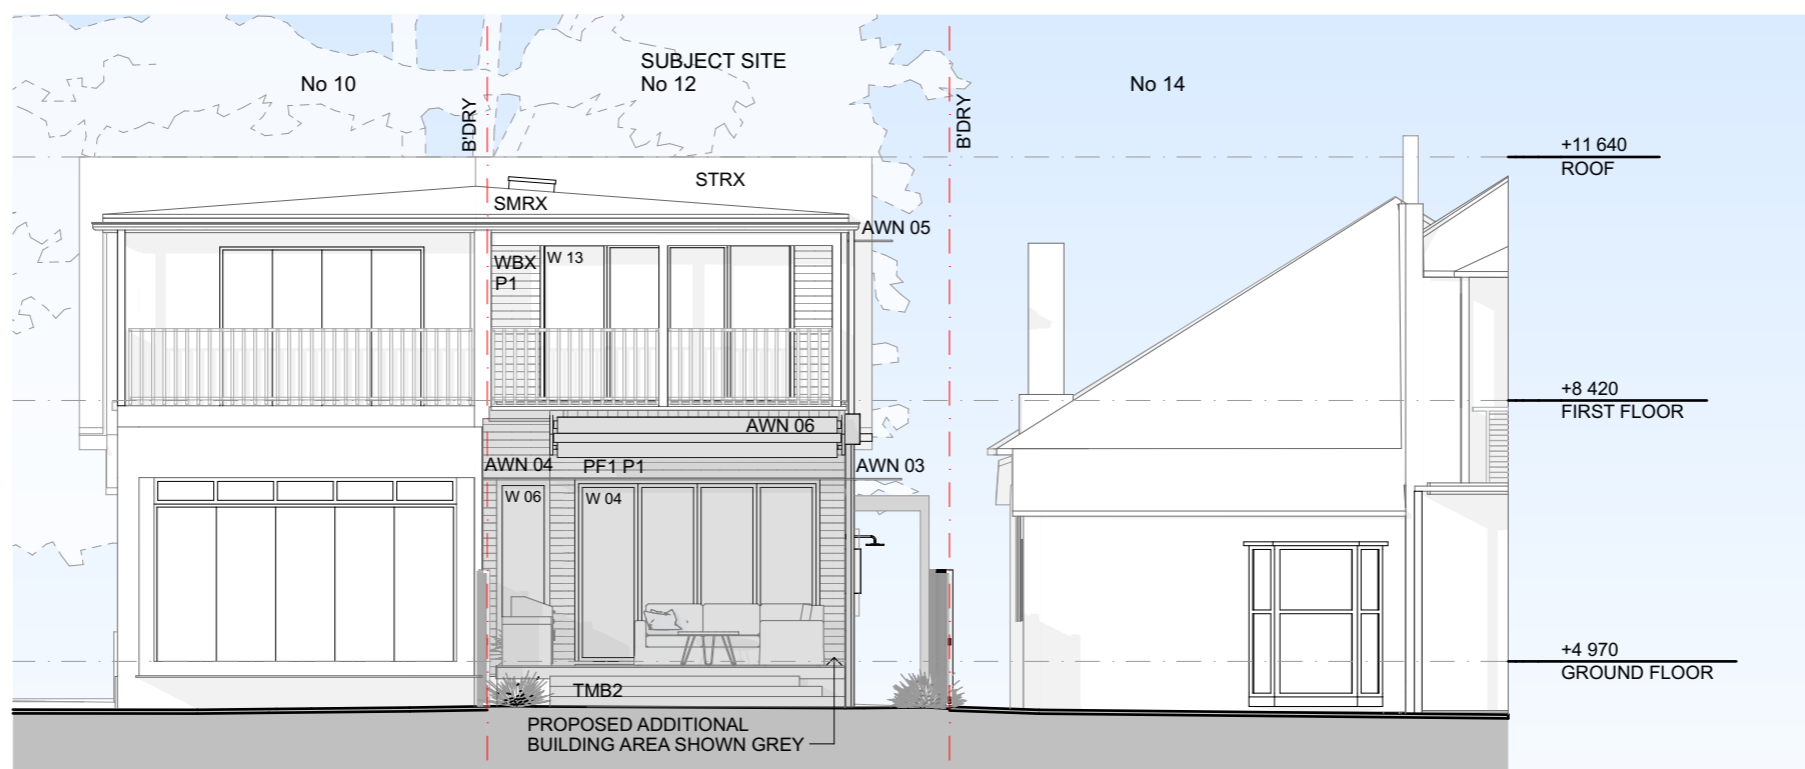 SUBJECT SITE
No 10
No 12
No 14
B'DRY
B'DRY
+11 640
ROOF
STRX
SMRX
AWN 05
WBX
P1
W 13
+8 420
FIRST FLOOR
AWN 06
AWN 04
PF1 P1
AWN 03
W 06
W 04
+4 970
GROUND FLOOR
TMB2
PROPOSED ADDITIONAL
BUILDING AREA SHOWN GREY